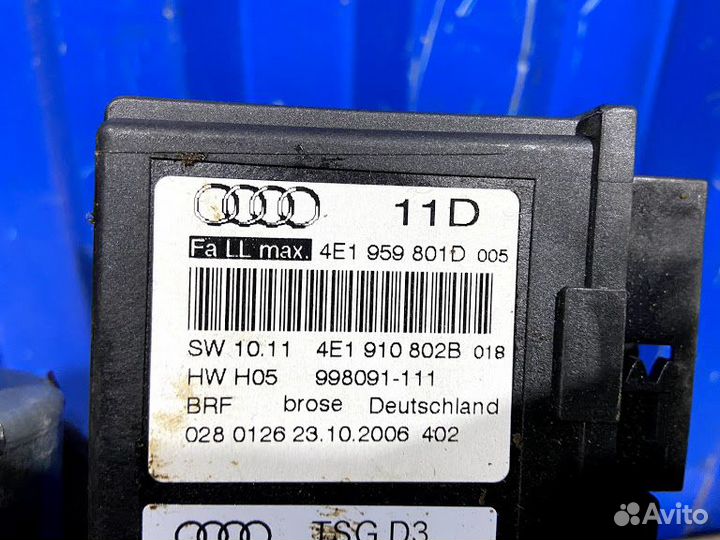 11D
Fa LL max. 4E1 959 801D 005
SW 10.11 4E1 910 802B 018
HW H05 998091-111
BRF brose Deutschland
028 0126 23.10.2006 402
TSG D3
Avito